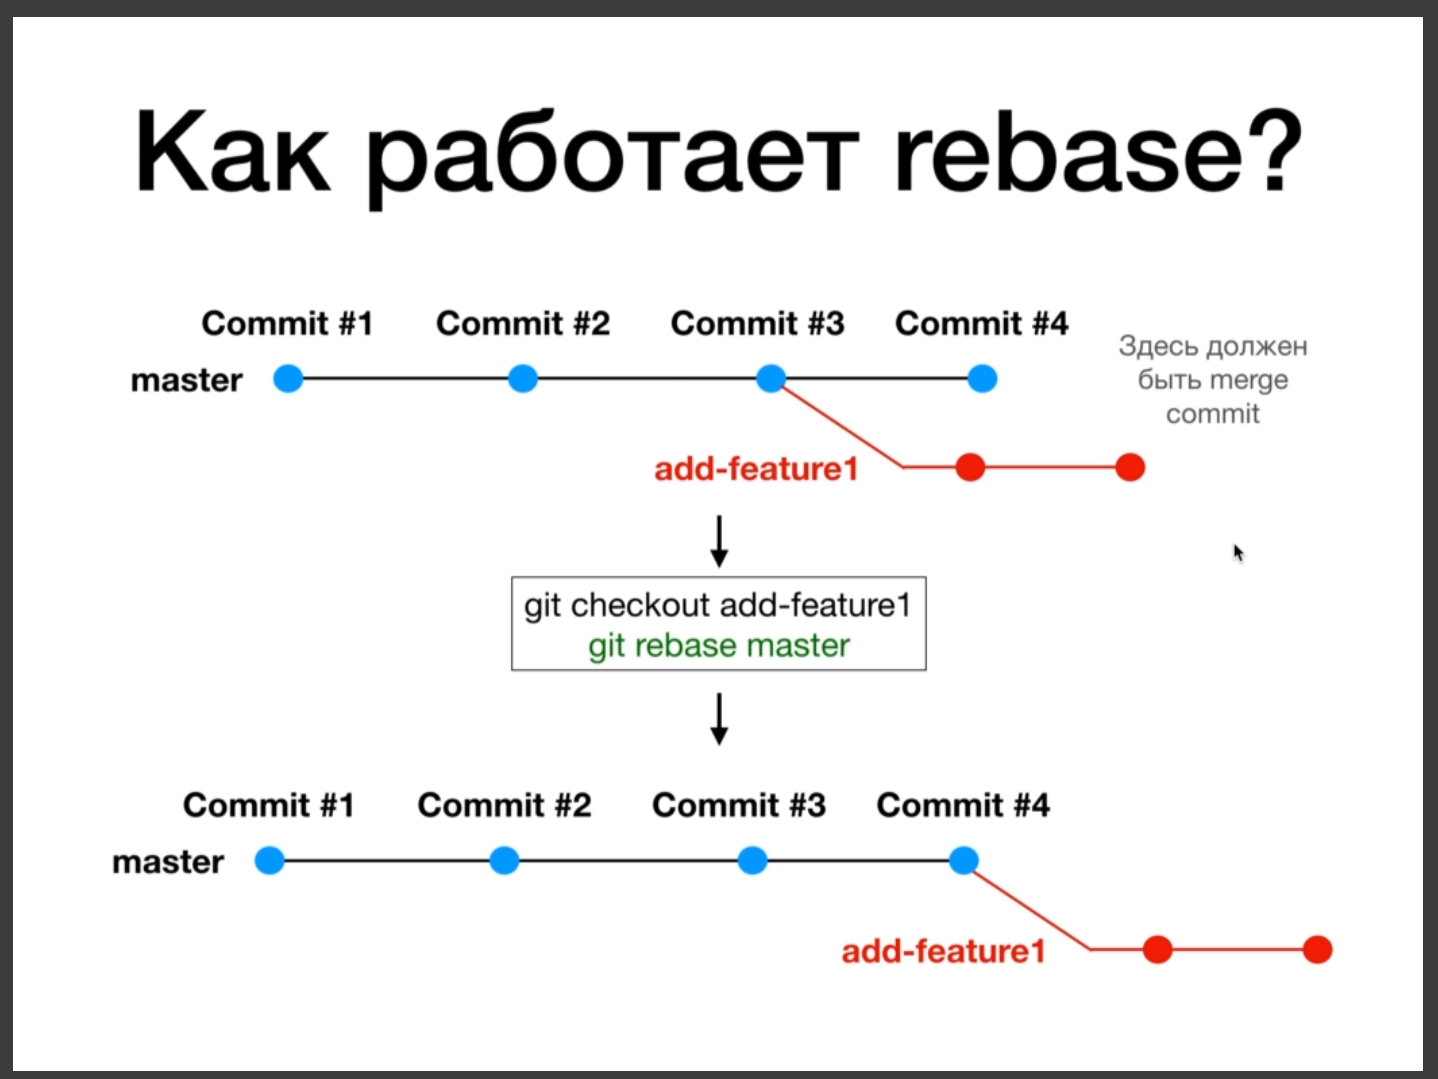 Как работает rebase?
Commit #1 Commit #2 Commit #3 Commit #4
Здесь должен
быть merge
commit
master
add-feature1
git checkout add-feature1
git rebase master
Commit #1 Commit #2 Commit #3 Commit #4
master
add-feature1